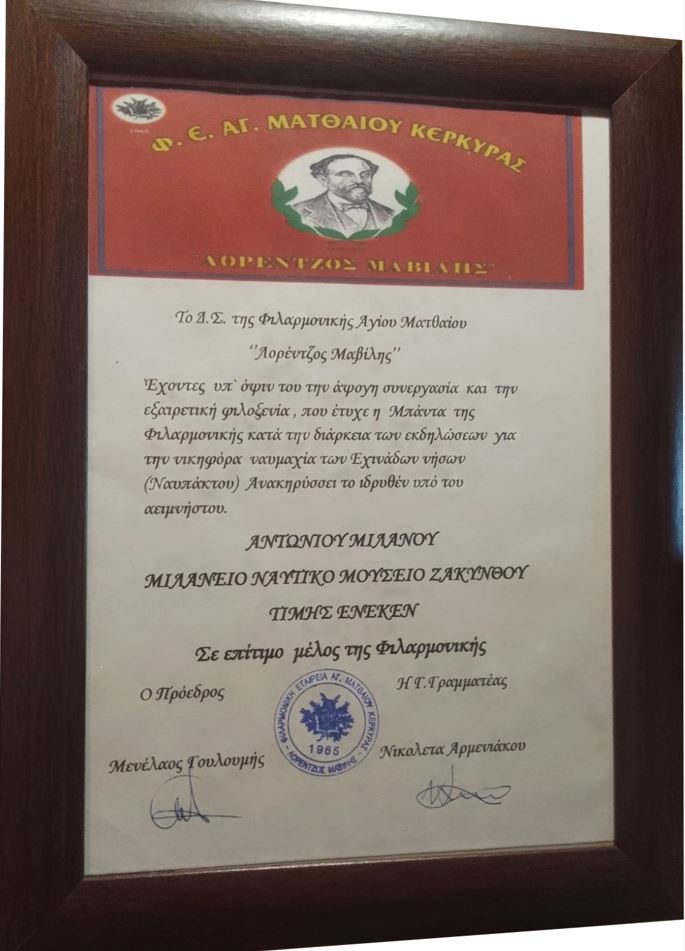 Φ. Ε. ΑΓ. ΜΑΤΘΑΙΟΥ ΚΕΡΚΥΡΑΣ
"ΛΟΡΕΝΤΖΟΣ ΜΑΒΙΛΗΣ"
Το Δ.Σ. της Φιλαρμονικής Αγίου Ματθαίου
‘’Λορέντζος Μαβίλης’’
Έχοντες υπ` όψιν του την άψογη συνεργασία και την
εξαιρετική φιλοξενία , που έτυχε η Μπάντα της
Φιλαρμονικής κατά την διάρκεια των εκδηλώσεων για
την νικηφόρα ναυμαχία των Εχινάδων νήσων
(Ναυπάκτου) Ανακηρύσσει το ιδρυθέν υπό του
αειμνήστου.
ΑΝΤΩΝΙΟΥ ΜΙΛΑΝΟΥ
ΜΙΛΑΝΕΙΟ ΝΑΥΤΙΚΟ ΜΟΥΣΕΙΟ ΖΑΚΥΝΘΟΥ
ΤΙΜΗΣ ΕΝΕΚΕΝ
Σε επίτιμο μέλος της Φιλαρμονικής
Ο Πρόεδρος
Η Γ.Γραμματέας
ΦΙΛΑΡΜΟΝΙΚΗ ΕΤΑΙΡΕΙΑ ΑΓ. ΜΑΤΘΑΙΟΥ ΚΕΡΚΥΡΑΣ
1965
- ΛΟΡΕΝΤΖΟΣ ΜΑΒΙΛΗΣ -
Μενέλαος Γουλουμής
Νικολετα Αρμενιάκου